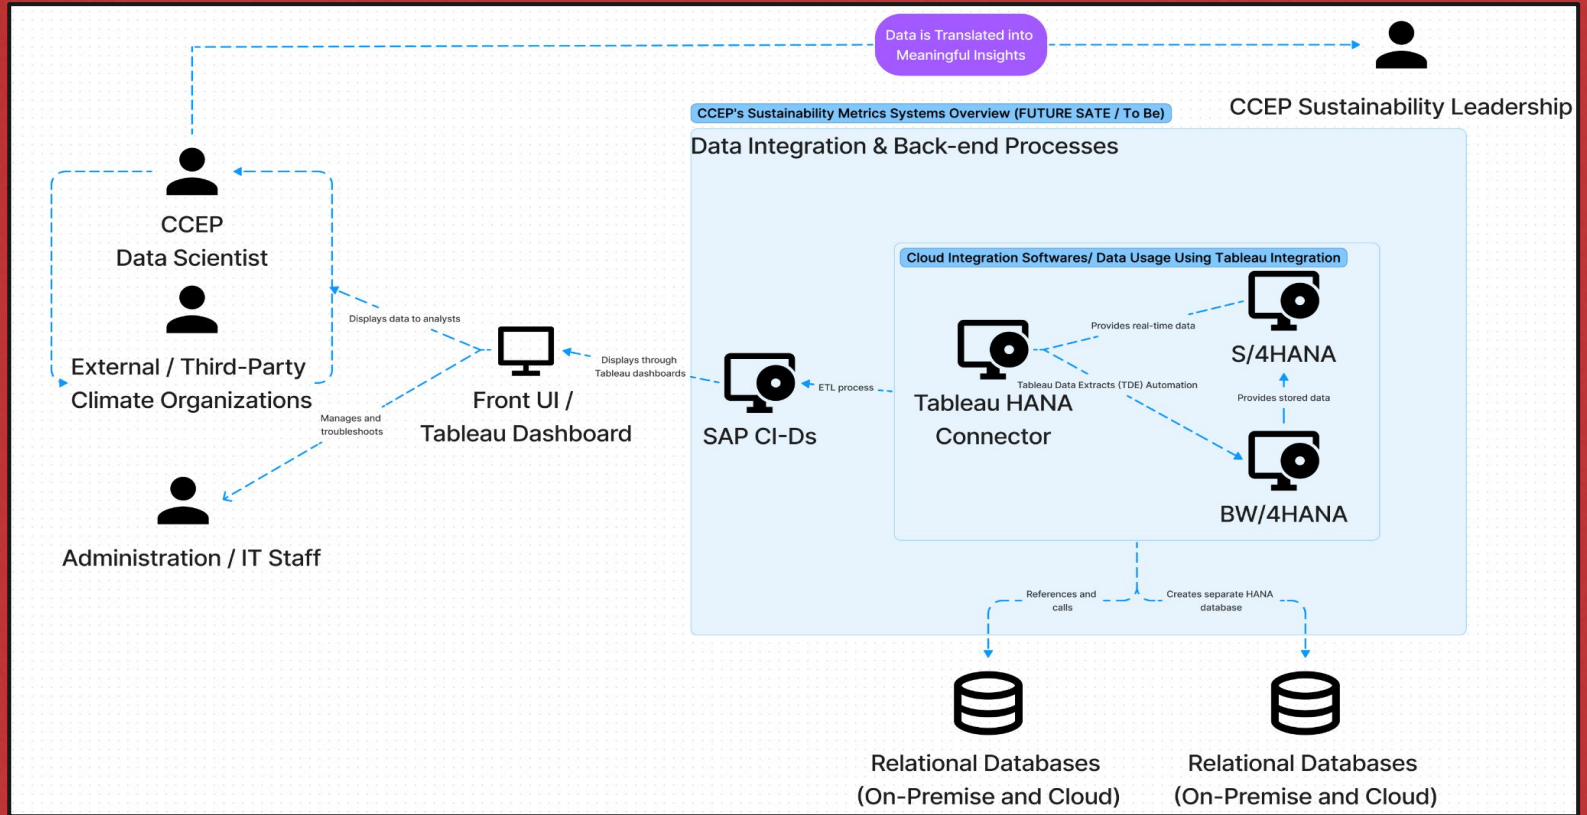 Data is Translated into
Meaningful Insights
CCEP Sustainability Leadership
CCEP's Sustainability Metrics Systems Overview (FUTURE SATE / To Be)
Data Integration & Back-end Processes
CCEP
Data Scientist
External / Third-Party
Climate Organizations
Administration / IT Staff
Displays data to analysts
Manages and
troubleshoots
Front UI /
Tableau Dashboard
Displays through
Tableau dashboards
SAP CI-Ds
ETL process
Cloud Integration Softwares/ Data Usage Using Tableau Integration
Tableau HANA
Connector
Provides real-time data
Tableau Data Extracts (TDE) Automation
S/4HANA
Provides stored data
BW/4HANA
References and
calls
Creates separate HANA
database
Relational Databases
(On-Premise and Cloud)
Relational Databases
(On-Premise and Cloud)